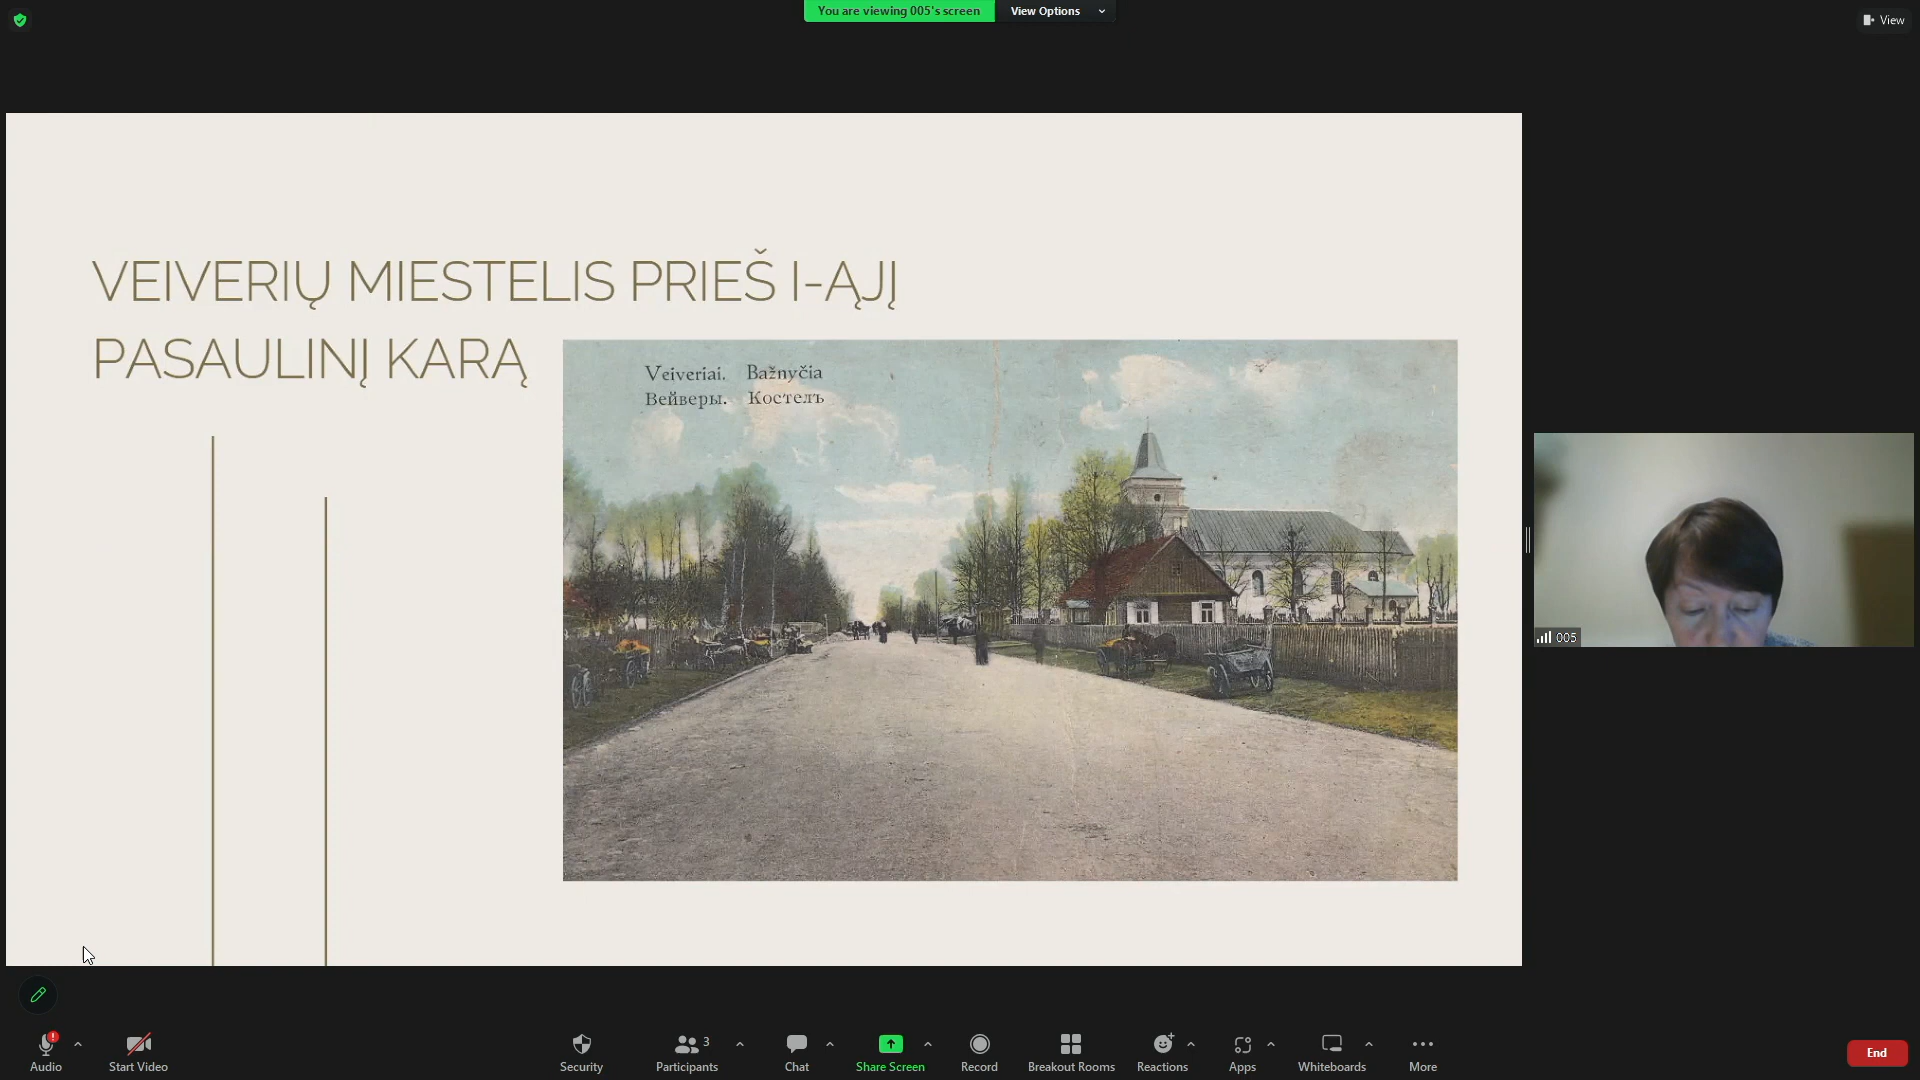 You are viewing 005's screen
View Options
View
VEIVERIŲ MIESTELIS PRIEŠ I-ĄJĮ
PASAULINĮ KARĄ
Veiveriai. Bažnyčia
Вейверы. Костелъ
005
Audio
Start Video
Security
3
Participants
Chat
Share Screen
Record
Breakout Rooms
Reactions
Apps
Whiteboards
More
End